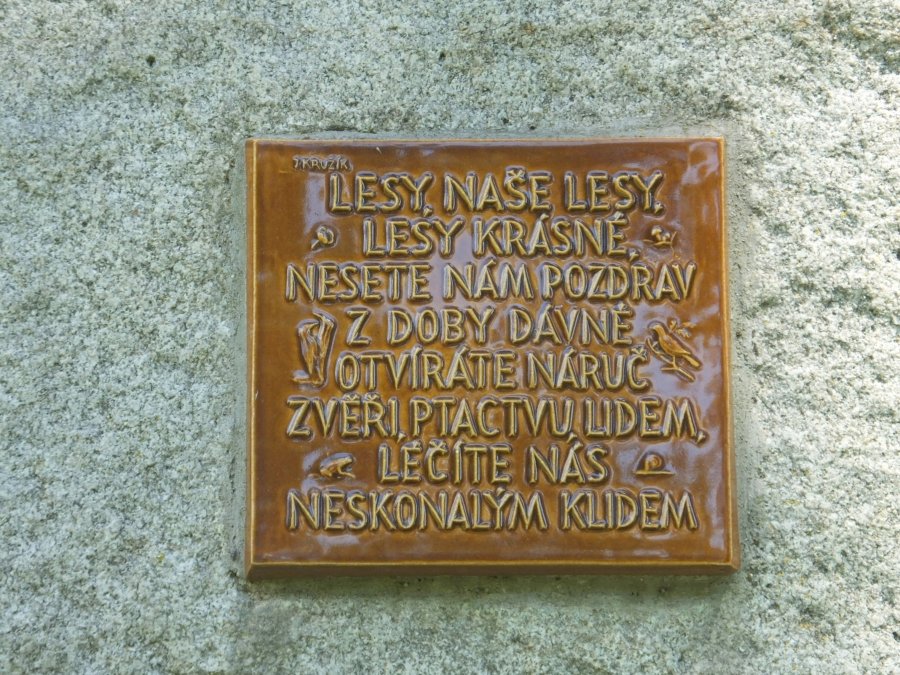 J. KRUŽÍK
LESY, NAŠE LESY,
LESY KRÁSNÉ,
NESETE NÁM POZDRAV
Z DOBY DÁVNÉ
OTVÍRÁTE NÁRUČ
ZVĚŘI, PTACTVU, LIDEM,
LÉČÍTE NÁS
NESKONALÝM KLIDEM